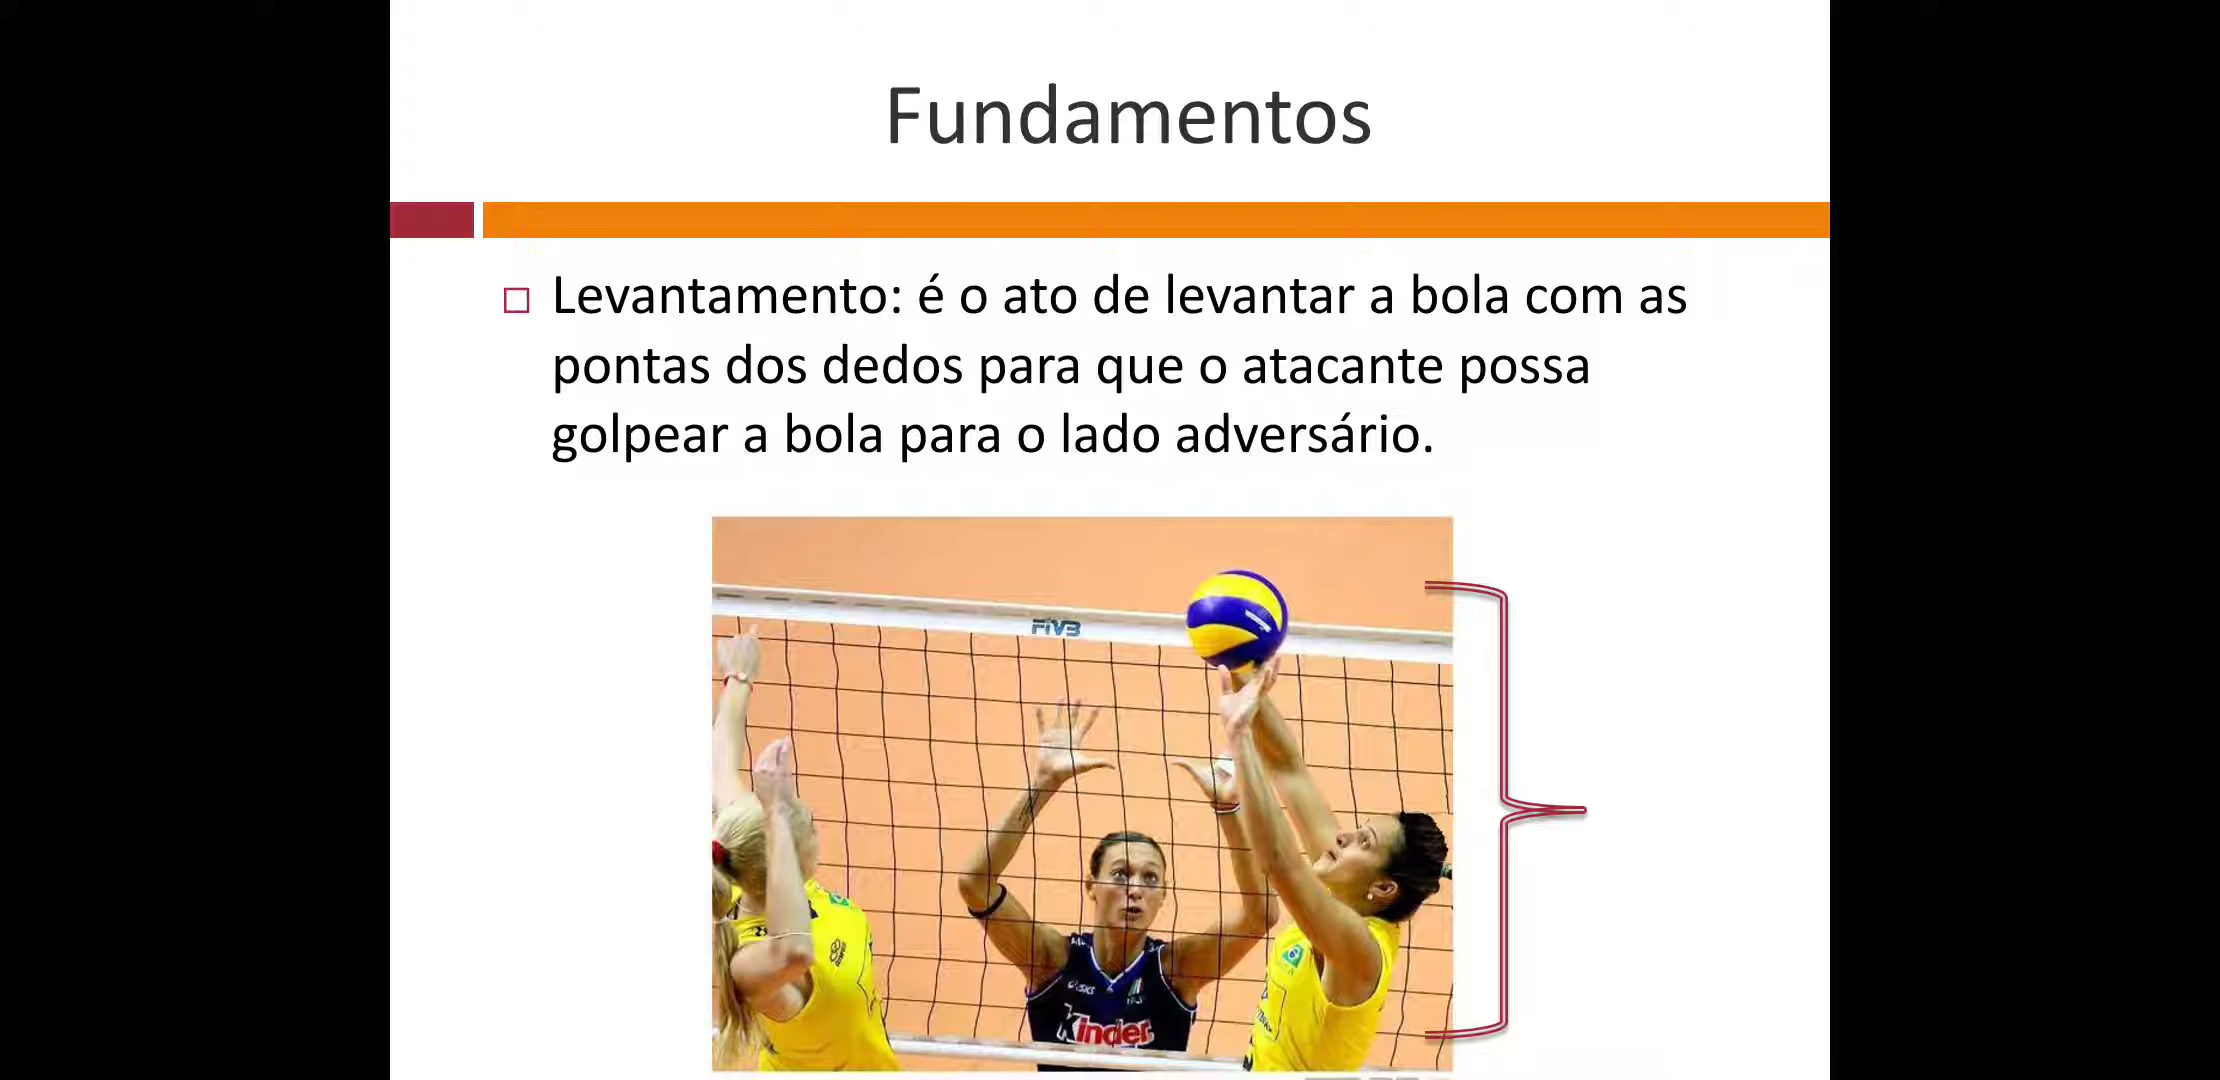 Fundamentos
Levantamento: é o ato de levantar a bola com as
pontas dos dedos para que o atacante possa
golpear a bola para o lado adversário.
FIVB
asics
Kinder